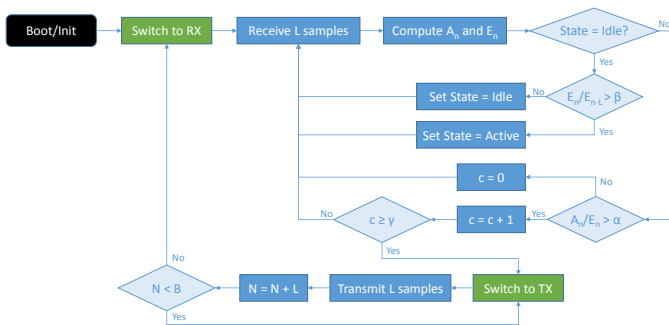 Boot/Init
Switch to RX
Receive L samples
Compute Aₙ and Eₙ
State = Idle?
No
Yes
Set State = Idle
No
Eₙ/Eₙ₋L > β
Set State = Active
Yes
c = 0
No
No
c ≥ γ
c = c + 1
Yes
Aₙ/Eₙ > α
Yes
No
N < B
N = N + L
Transmit L samples
Switch to TX
Yes